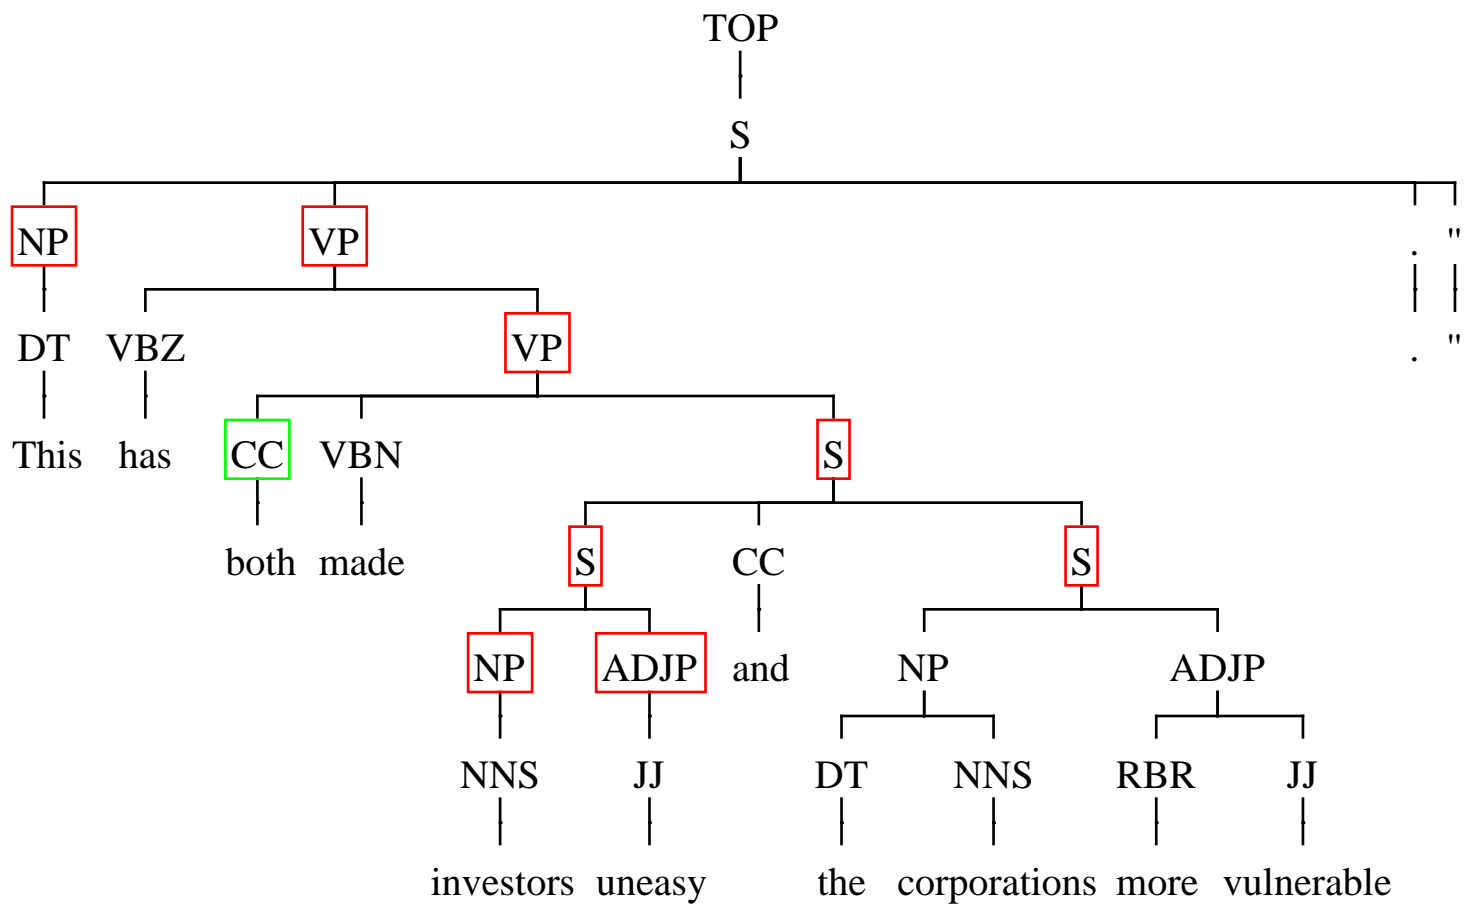 TOP
S
NP VP . "
DT VBZ VP . "
This has CC VBN S
both made S CC S
NP ADJP and NP ADJP
NNS JJ DT NNS RBR JJ
investors uneasy the corporations more vulnerable